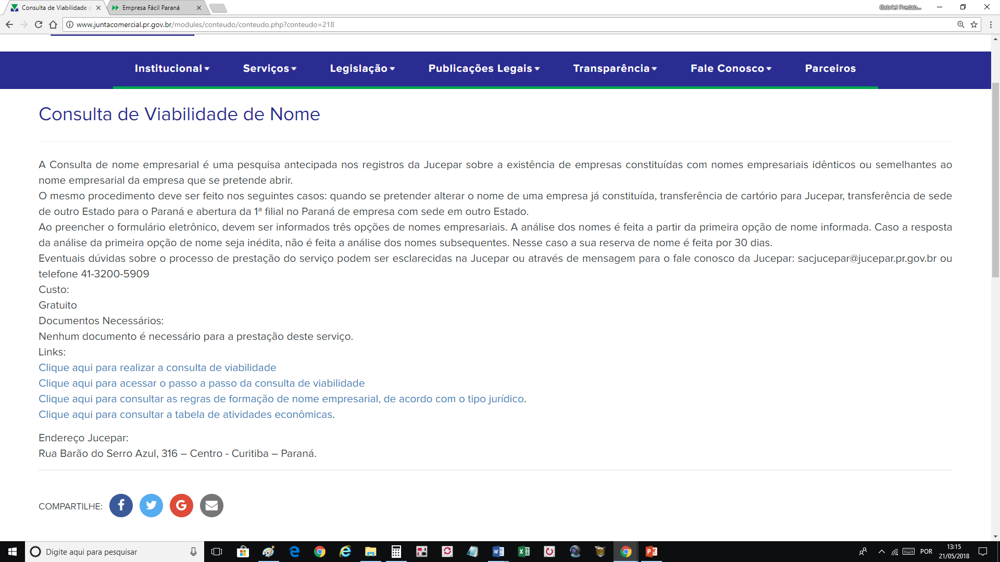 Consulta de Viabilidade d
Empresa Fácil Paraná
Gabriel Predab...
www.juntacomercial.pr.gov.br/modules/conteudo/conteudo.php?conteudo=218
Institucional Serviços Legislação Publicações Legais Transparência Fale Conosco Parceiros
Consulta de Viabilidade de Nome
A Consulta de nome empresarial é uma pesquisa antecipada nos registros da Jucepar sobre a existência de empresas constituídas com nomes empresariais idênticos ou semelhantes ao
nome empresarial da empresa que se pretende abrir.
O mesmo procedimento deve ser feito nos seguintes casos: quando se pretender alterar o nome de uma empresa já constituída, transferência de cartório para Jucepar, transferência de sede
de outro Estado para o Paraná e abertura da 1ª filial no Paraná de empresa com sede em outro Estado.
Ao preencher o formulário eletrônico, devem ser informados três opções de nomes empresariais. A análise dos nomes é feita a partir da primeira opção de nome informada. Caso a resposta
da análise da primeira opção de nome seja inédita, não é feita a análise dos nomes subsequentes. Nesse caso a sua reserva de nome é feita por 30 dias.
Eventuais dúvidas sobre o processo de prestação do serviço podem ser esclarecidas na Jucepar ou através de mensagem para o fale conosco da Jucepar: sacjucepar@jucepar.pr.gov.br ou
telefone 41-3200-5909
Custo:
Gratuito
Documentos Necessários:
Nenhum documento é necessário para a prestação deste serviço.
Links:
Clique aqui para realizar a consulta de viabilidade
Clique aqui para acessar o passo a passo da consulta de viabilidade
Clique aqui para consultar as regras de formação de nome empresarial, de acordo com o tipo jurídico.
Clique aqui para consultar a tabela de atividades econômicas.
Endereço Jucepar:
Rua Barão do Serro Azul, 316 – Centro - Curitiba – Paraná.
COMPARTILHE:
Digite aqui para pesquisar
POR
13:15
21/05/2018